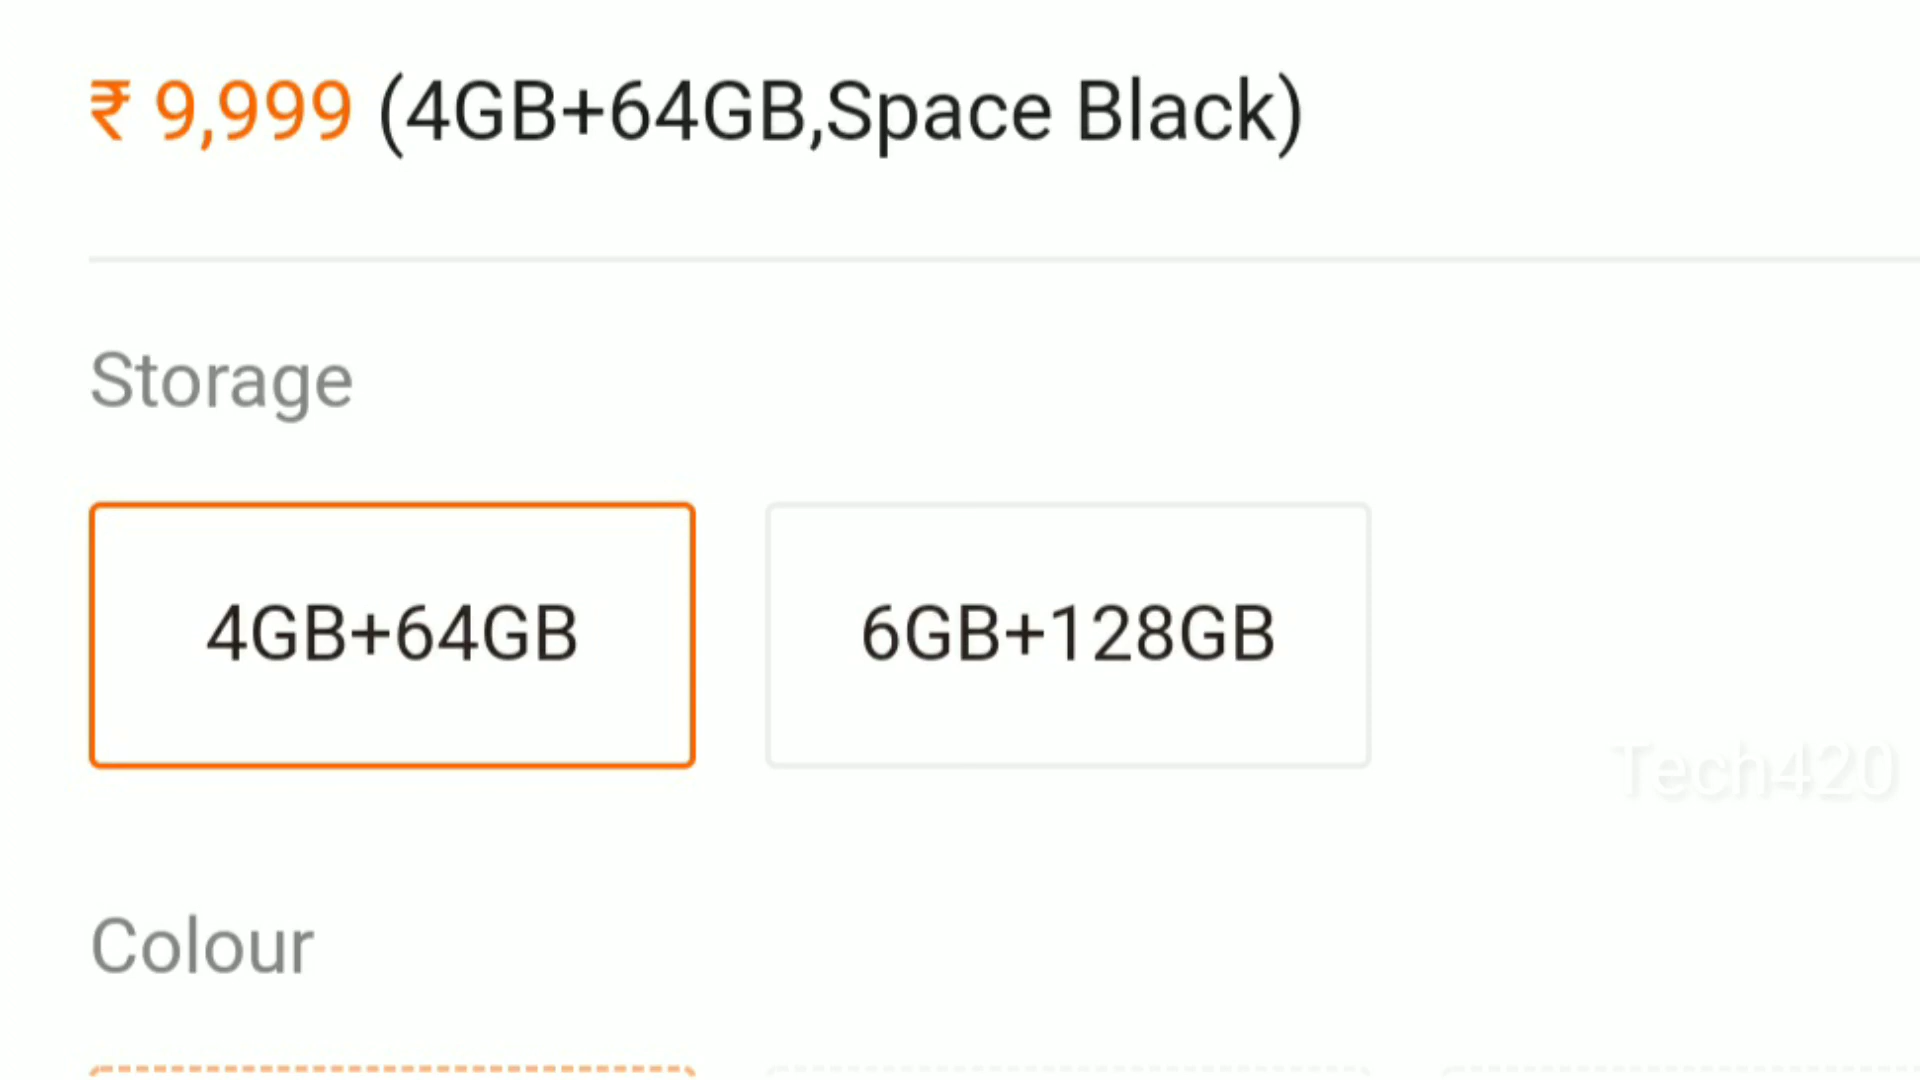 ₹ 9,999 (4GB+64GB,Space Black)
Storage
4GB+64GB
6GB+128GB
Tech420
Colour